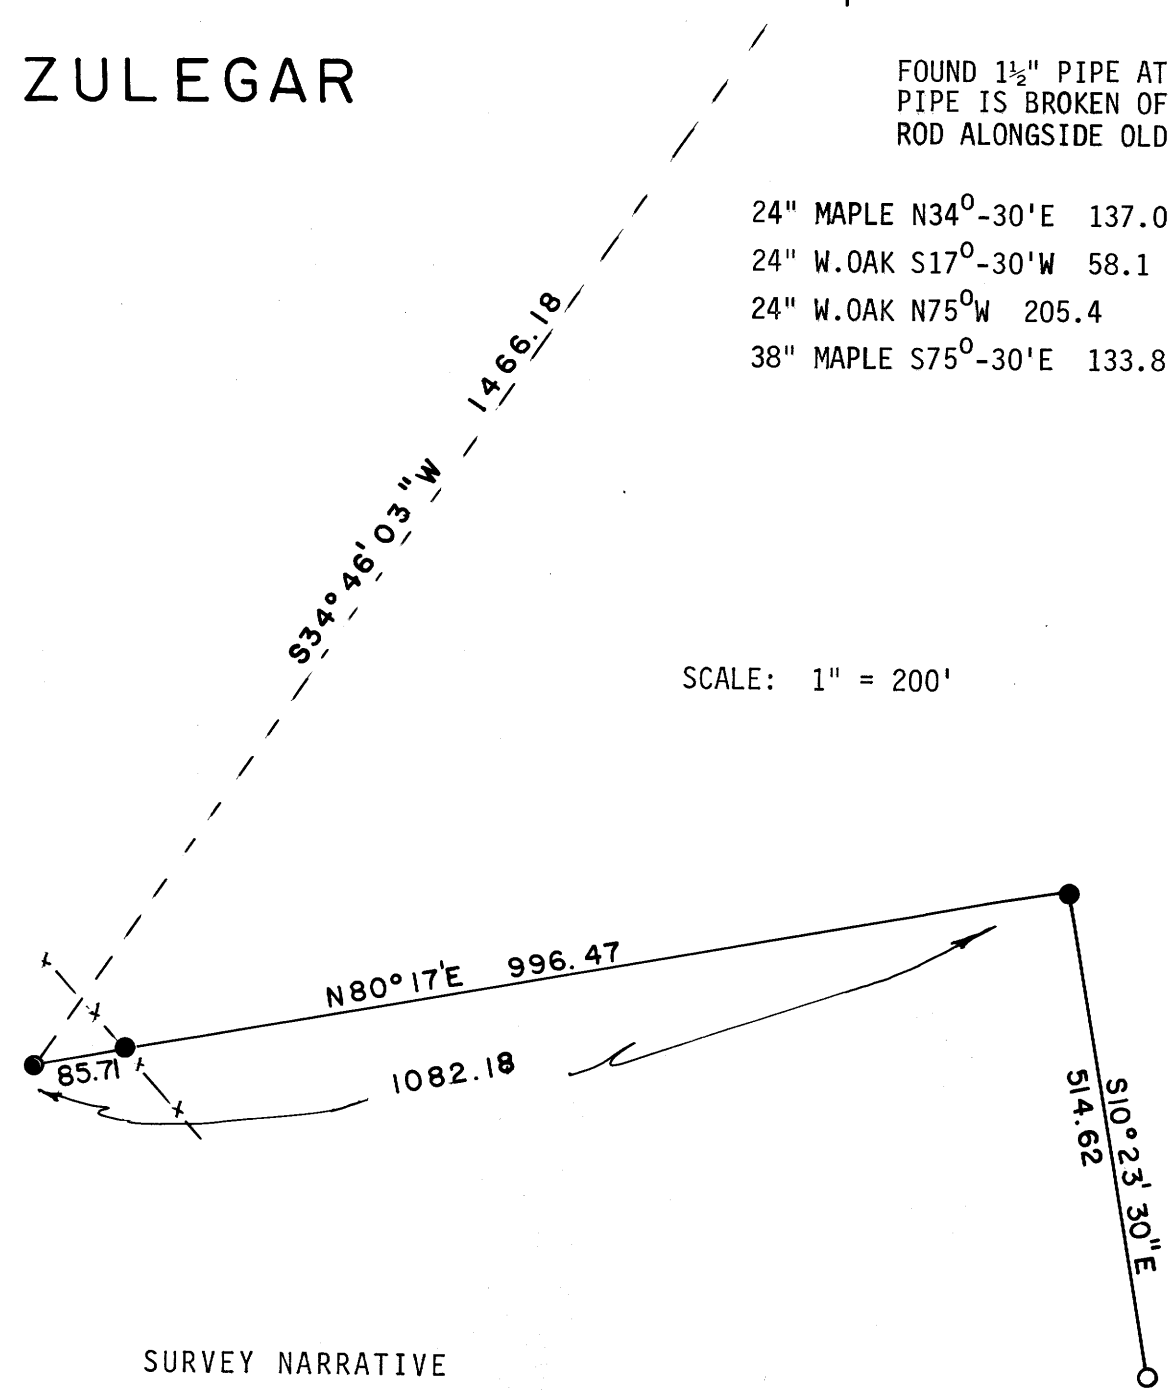 ZULEGAR
FOUND 1½" PIPE AT
PIPE IS BROKEN OF
ROD ALONGSIDE OLD
24" MAPLE N34°-30'E 137.0
24" W.OAK S17°-30'W 58.1
24" W.OAK N75°W 205.4
38" MAPLE S75°-30'E 133.8
S34°46'03"W 1466.18
SCALE: 1" = 200'
N80°17'E 996.47
85.71
1082.18
S10°23'30"E
514.62
SURVEY NARRATIVE